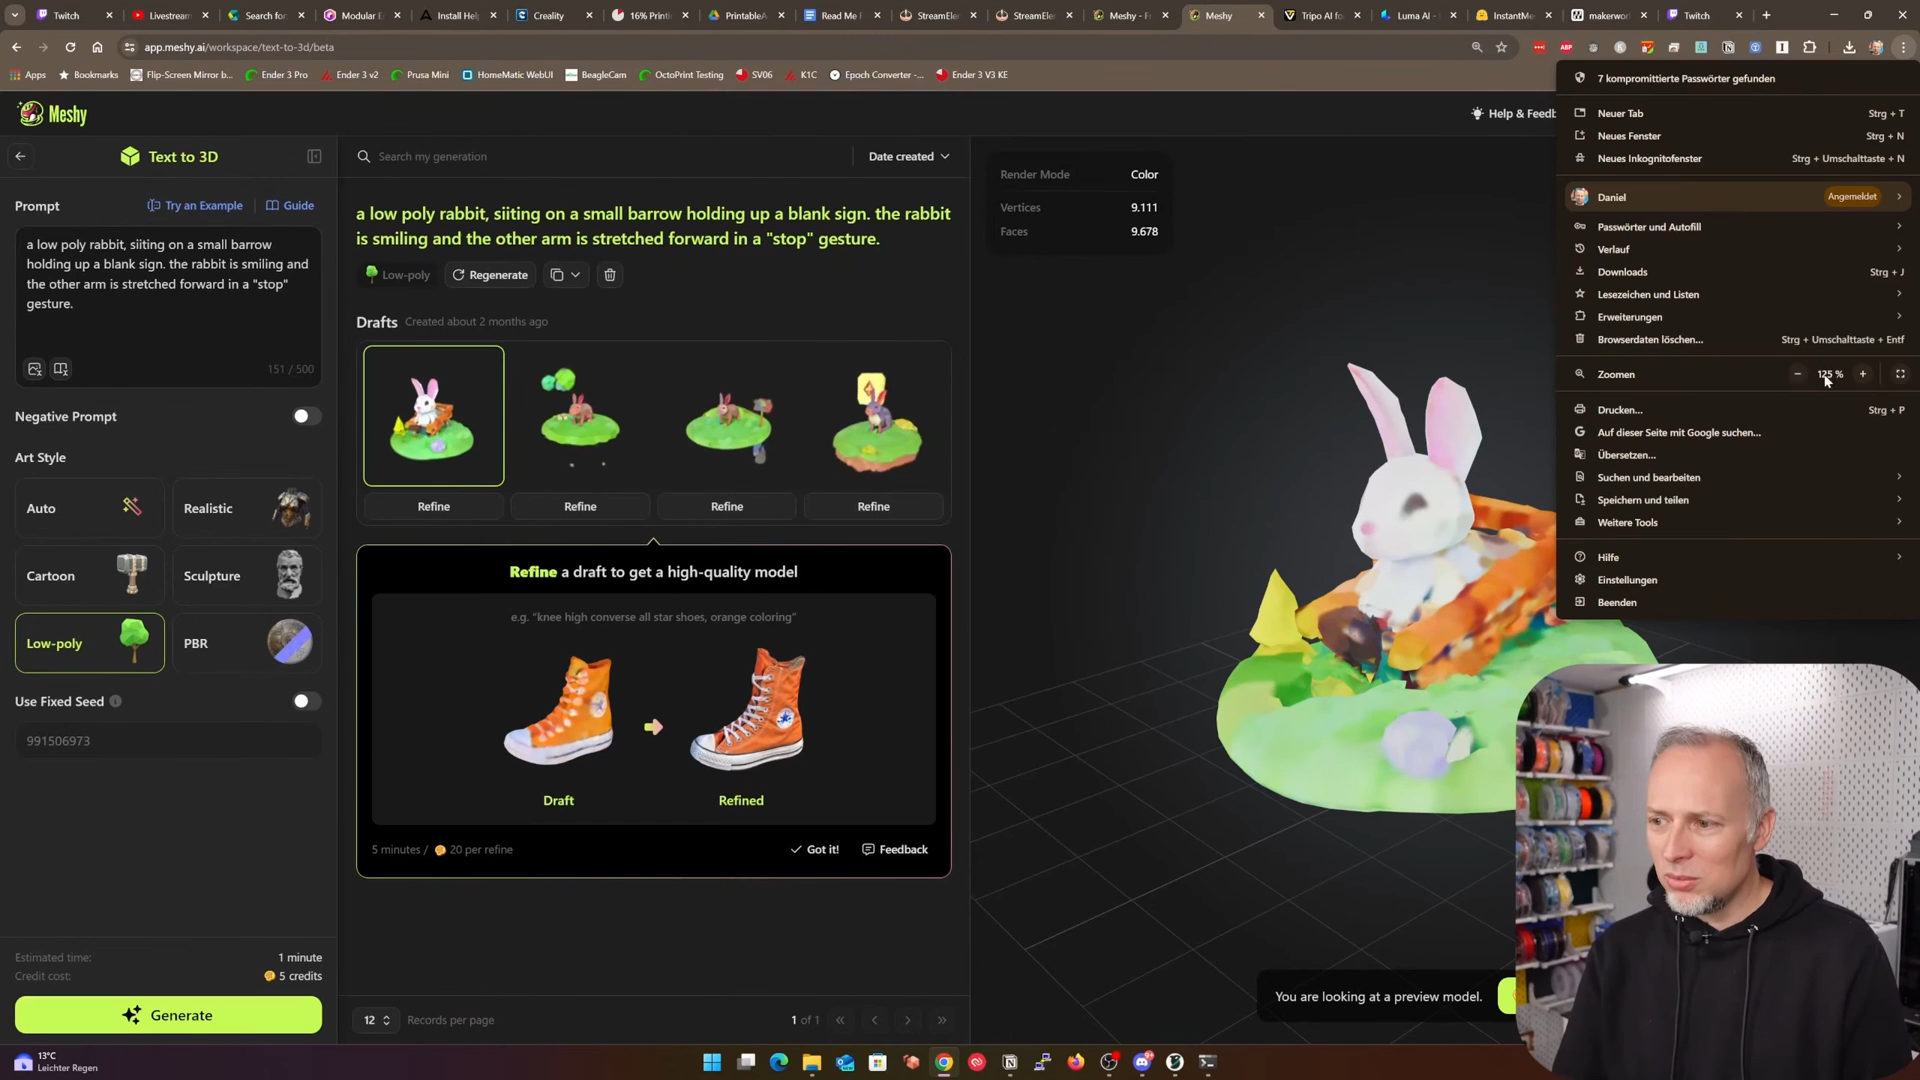 Twitch
Livestream
Search for
Modular E
Install Hel
Creality
16% Printi
PrintableA
Read Me F
StreamEler
StreamEler
Meshy - Fr
Meshy
Tripo AI fo
Luma AI -
InstantMe
makerwor
Twitch
app.meshy.ai/workspace/text-to-3d/beta
ABP
Apps
Bookmarks
Flip-Screen Mirror b...
Ender 3 Pro
Ender 3 v2
Prusa Mini
HomeMatic WebUI
BeagleCam
OctoPrint Testing
SV06
K1C
Epoch Converter -...
Ender 3 V3 KE
Meshy
Help & Feedb
Text to 3D
Prompt
Try an Example
Guide
a low poly rabbit, siiting on a small barrow
holding up a blank sign. the rabbit is smiling and
the other arm is stretched forward in a "stop"
gesture.
151 / 500
Negative Prompt
Art Style
Auto
Realistic
Cartoon
Sculpture
Low-poly
PBR
Use Fixed Seed
991506973
Estimated time:
1 minute
Credit cost:
5 credits
Generate
Search my generation
Date created
a low poly rabbit, siiting on a small barrow holding up a blank sign. the rabbit
is smiling and the other arm is stretched forward in a "stop" gesture.
Low-poly
Regenerate
Drafts
Created about 2 months ago
Refine
Refine
Refine
Refine
Refine a draft to get a high-quality model
e.g. "knee high converse all star shoes, orange coloring"
Draft
Refined
5 minutes / 20 per refine
Got it!
Feedback
12
Records per page
1 of 1
Render Mode
Color
Vertices
9.111
Faces
9.678
You are looking at a preview model.
7 kompromittierte Passwörter gefunden
Neuer Tab
Strg + T
Neues Fenster
Strg + N
Neues Inkognitofenster
Strg + Umschalttaste + N
Daniel
Angemeldet
Passwörter und Autofill
Verlauf
Downloads
Strg + J
Lesezeichen und Listen
Erweiterungen
Browserdaten löschen...
Strg + Umschalttaste + Entf
Zoomen
125 %
Drucken...
Strg + P
Auf dieser Seite mit Google suchen...
Übersetzen...
Suchen und bearbeiten
Speichern und teilen
Weitere Tools
Hilfe
Einstellungen
Beenden
13°C
Leichter Regen